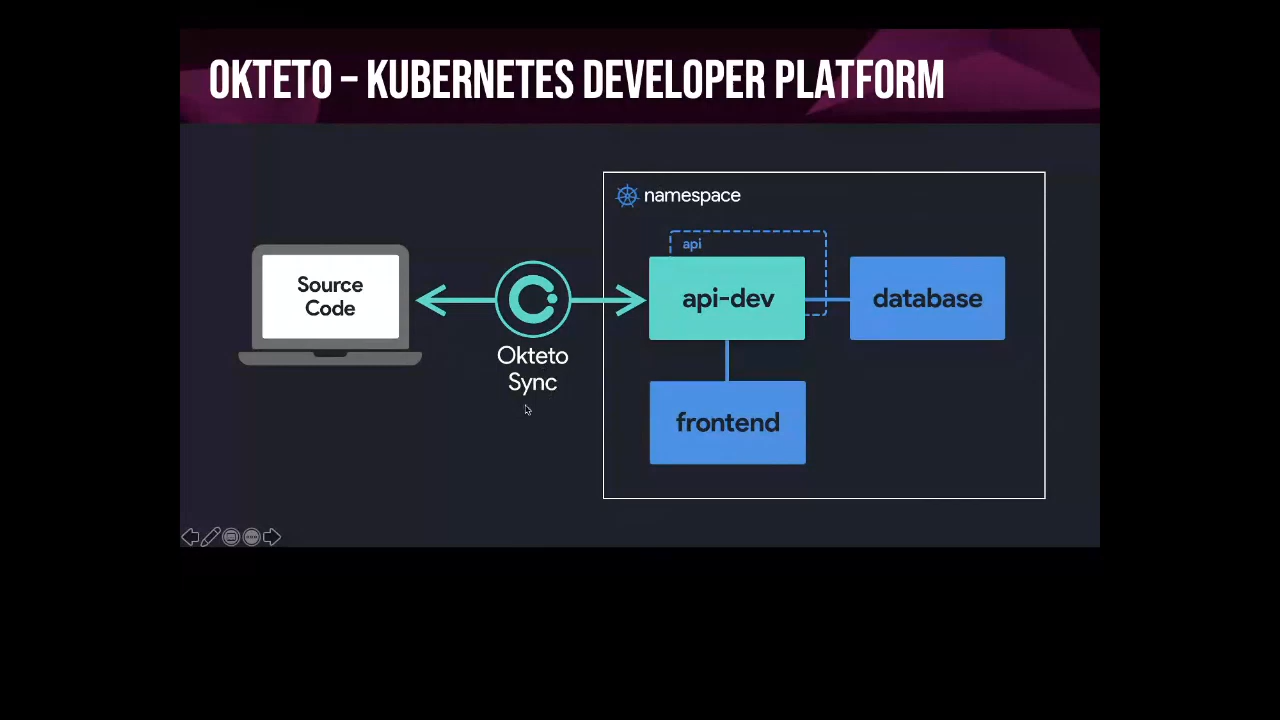 OKTETO – KUBERNETES DEVELOPER PLATFORM
namespace
api
Source
Code
api-dev
database
Okteto
Sync
frontend